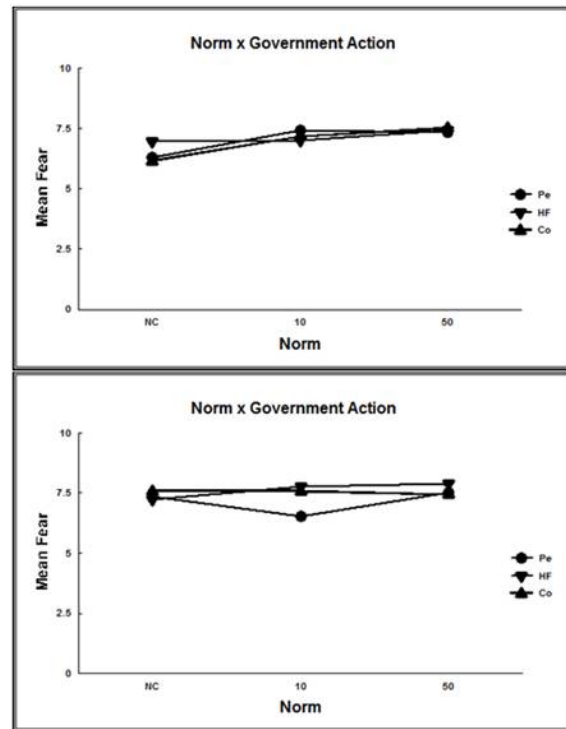 Norm x Government Action
10
7.5
5
2.5
0
Mean Fear
NC 10 50
Norm
Pe
HF
Co
Norm x Government Action
10
7.5
5
2.5
0
Mean Fear
NC 10 50
Norm
Pe
HF
Co